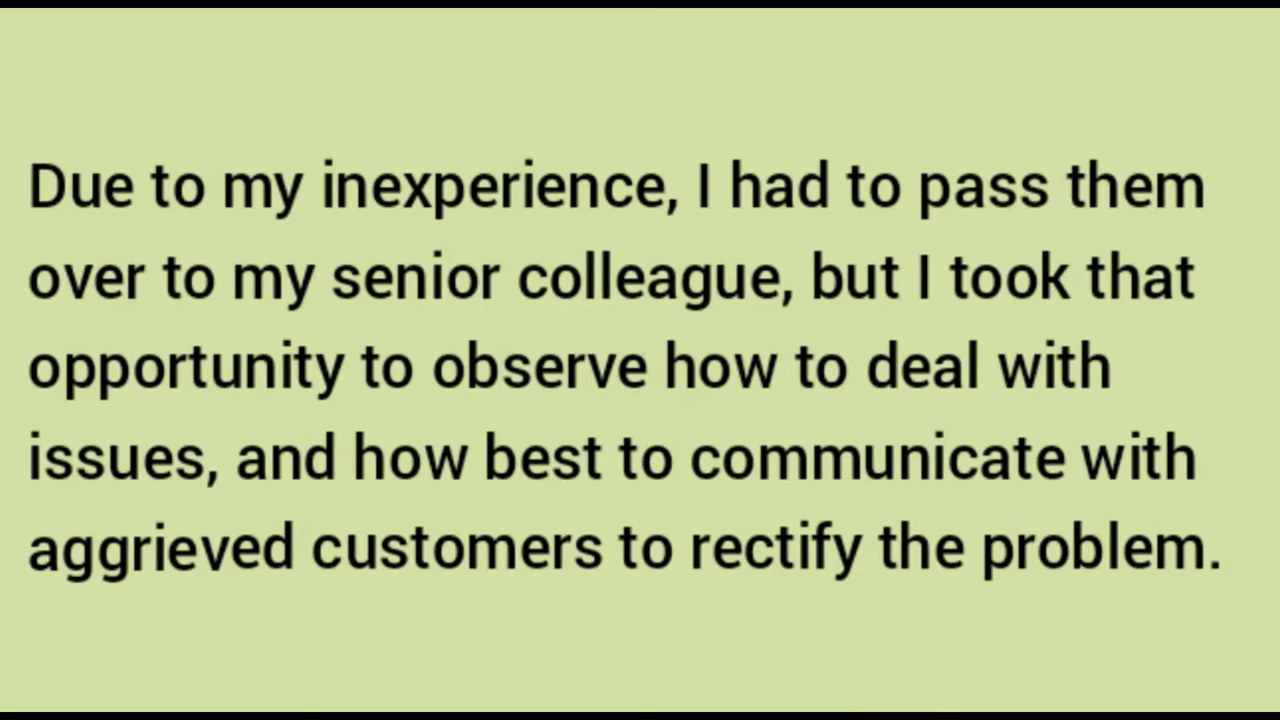 Due to my inexperience, I had to pass them
over to my senior colleague, but I took that
opportunity to observe how to deal with
issues, and how best to communicate with
aggrieved customers to rectify the problem.